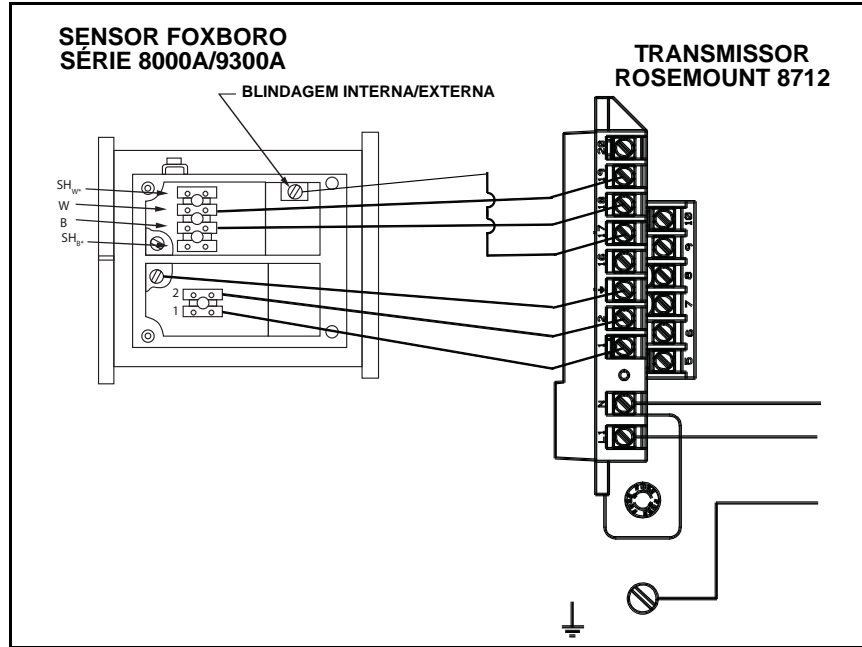 SENSOR FOXBORO
SÉRIE 8000A/9300A
TRANSMISSOR
ROSEMOUNT 8712
BLINDAGEM INTERNA/EXTERNA
SHW*
W
B
SHB*
2
1
20
19
18
17
16
2
1
N
L1
10
9
8
7
6
5